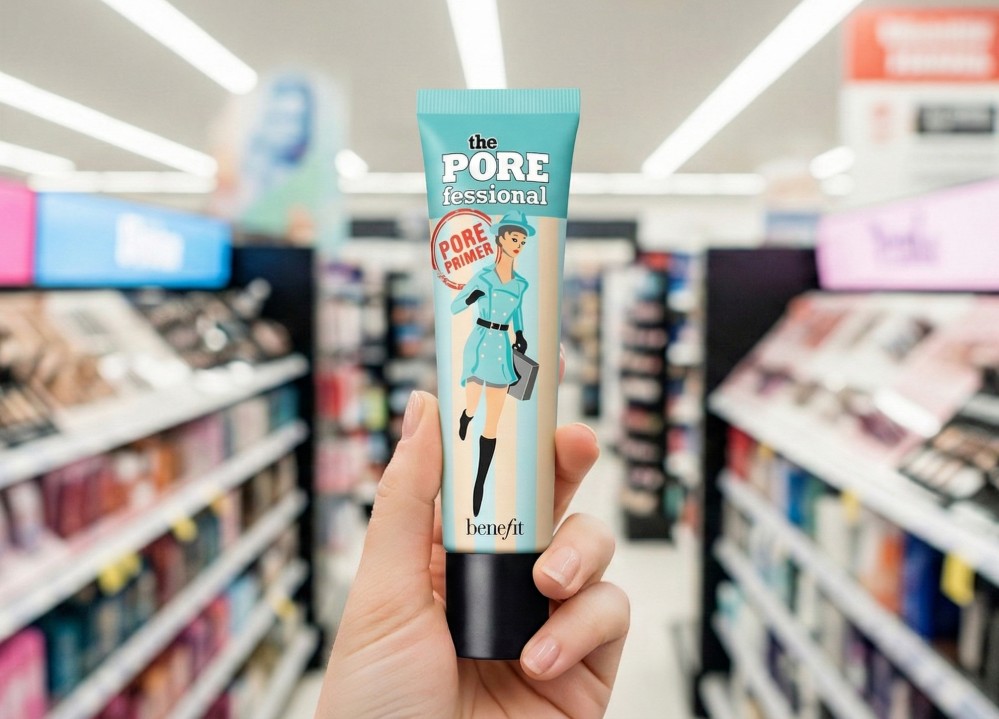 the
PORE
fessional
PORE
PRIMER
benefit